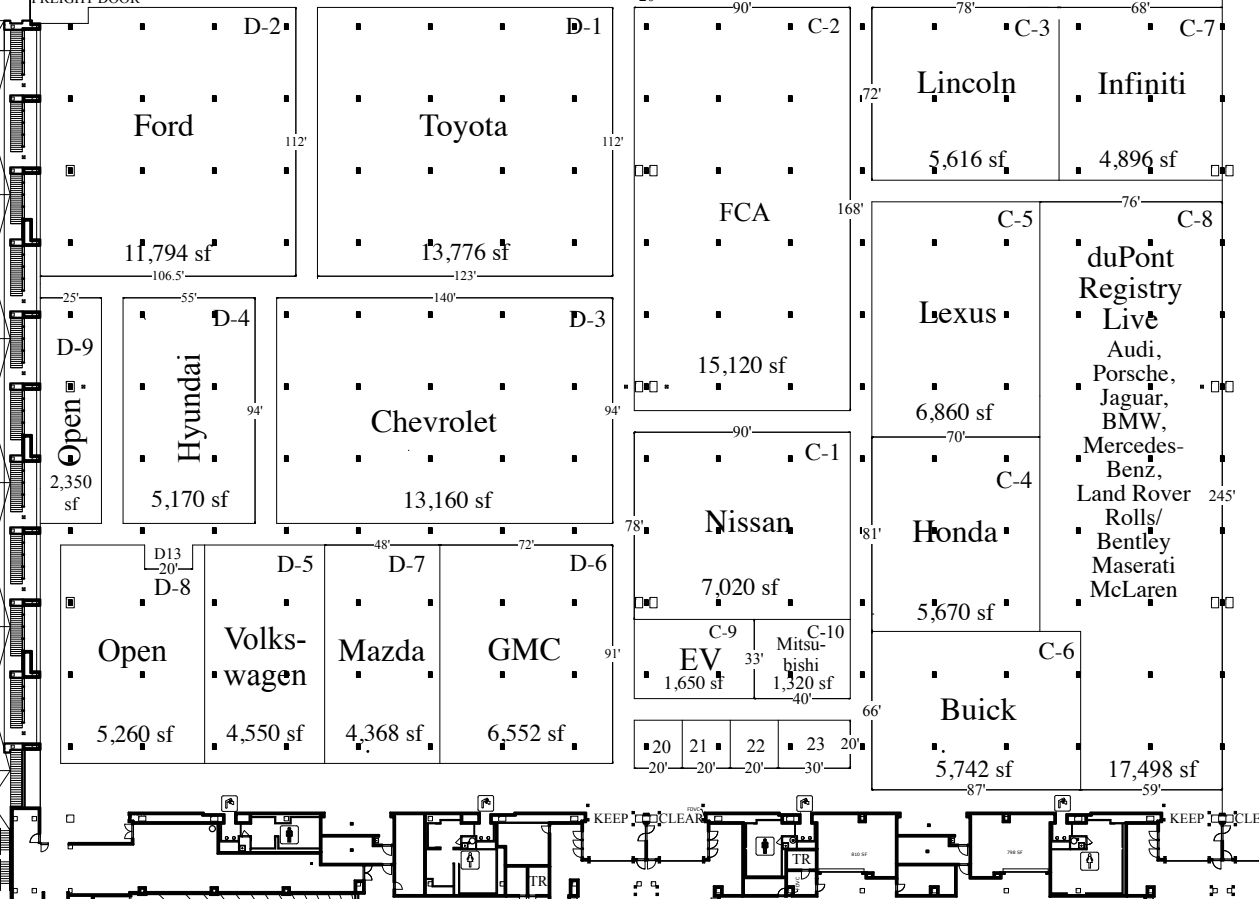 FREIGHT DOOR
D-2
Ford
112'
11,794 sf
106.5'
D-1
Toyota
112'
13,776 sf
123'
90'
C-2
FCA
168'
15,120 sf
78'
C-3
Lincoln
72'
5,616 sf
68'
C-7
Infiniti
4,896 sf
25'
D-9
Open
2,350
sf
55'
D-4
Hyundai
94'
5,170 sf
140'
D-3
Chevrolet
94'
13,160 sf
C-5
Lexus
6,860 sf
70'
76'
C-8
duPont
Registry
Live
Audi,
Porsche,
Jaguar,
BMW,
Mercedes-
Benz,
Land Rover
Rolls/
Bentley
Maserati
McLaren
245'
17,498 sf
59'
90'
C-1
78'
Nissan
7,020 sf
C-4
81'
Honda
5,670 sf
D13
20'
D-8
Open
5,260 sf
D-5
Volks-
wagen
4,550 sf
48'
D-7
Mazda
4,368 sf
72'
D-6
GMC
91'
6,552 sf
C-9
EV
33'
1,650 sf
C-10
Mitsu-
bishi
1,320 sf
40'
C-6
66'
Buick
5,742 sf
87'
20
21
22
23
20'
20'
20'
20'
30'
KEEP
CLEAR
KEEP
CLE
FDVC
810 SF
798 SF
TR
TR